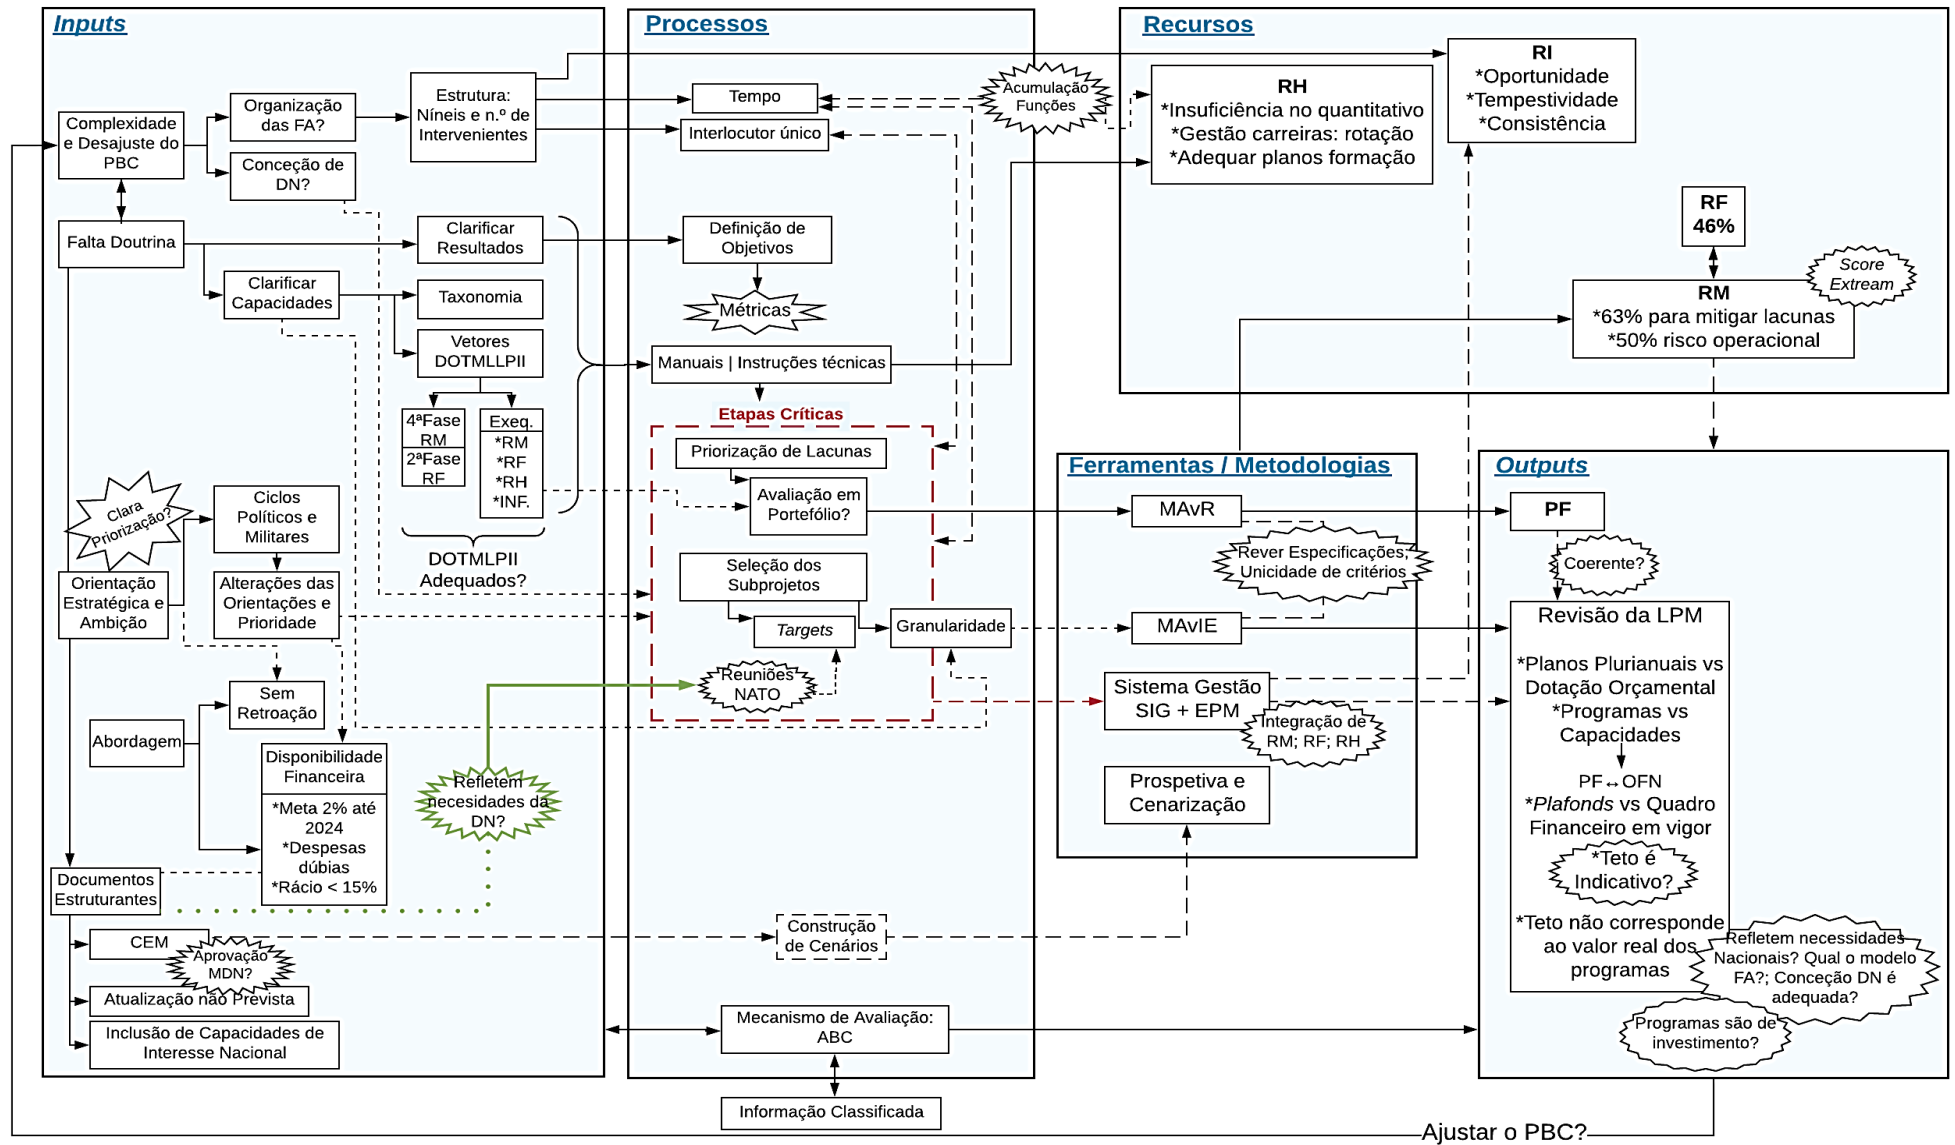 Inputs
Complexidade
e Desajuste do
PBC
Organização
das FA?
Conceção de
DN?
Estrutura:
Níneis e n.º de
Intervenientes
Falta Doutrina
Clarificar
Resultados
Clarificar
Capacidades
Taxonomia
Vetores
DOTMLLPII
4ªFase
RM
2ªFase
RF
Exeq.
*RM
*RF
*RH
*INF.
DOTMLPII
Adequados?
Clara
Priorização?
Ciclos
Políticos e
Militares
Orientação
Estratégica e
Ambição
Alterações das
Orientações e
Prioridade
Sem
Retroação
Abordagem
Disponibilidade
Financeira
*Meta 2% até
2024
*Despesas
dúbias
*Rácio < 15%
Refletem
necesidades da
DN?
Documentos
Estruturantes
CEM
Aprovação
MDN?
Atualização não Prevista
Inclusão de Capacidades de
Interesse Nacional
Processos
Tempo
Interlocutor único
Acumulação
Funções
Definição de
Objetivos
Métricas
Manuais | Instruções técnicas
Etapas Críticas
Priorização de Lacunas
Avaliação em
Portefólio?
Seleção dos
Subprojetos
Targets
Granularidade
Reuniões
NATO
Construção
de Cenários
Mecanismo de Avaliação:
ABC
Informação Classificada
Recursos
RH
*Insuficiência no quantitativo
*Gestão carreiras: rotação
*Adequar planos formação
RI
*Oportunidade
*Tempestividade
*Consistência
RF
46%
Score
Extream
RM
*63% para mitigar lacunas
*50% risco operacional
Ferramentas / Metodologias
MAvR
Rever Especificações;
Unicidade de critérios
MAvIE
Sistema Gestão
SIG + EPM
Integração de
RM; RF; RH
Prospetiva e
Cenarização
Outputs
PF
Coerente?
Revisão da LPM
*Planos Plurianuais vs
Dotação Orçamental
*Programas vs
Capacidades
PF↔OFN
*Plafonds vs Quadro
Financeiro em vigor
*Teto é
Indicativo?
*Teto não corresponde
ao valor real dos
programas
Refletem necessidades
Nacionais? Qual o modelo
FA?; Conceção DN é
adequada?
Programas são de
investimento?
Ajustar o PBC?